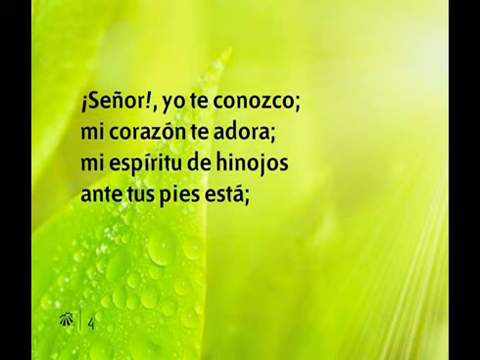 ¡Señor!, yo te conozco;
mi corazón te adora;
mi espíritu de hinojos
ante tus pies está;
4